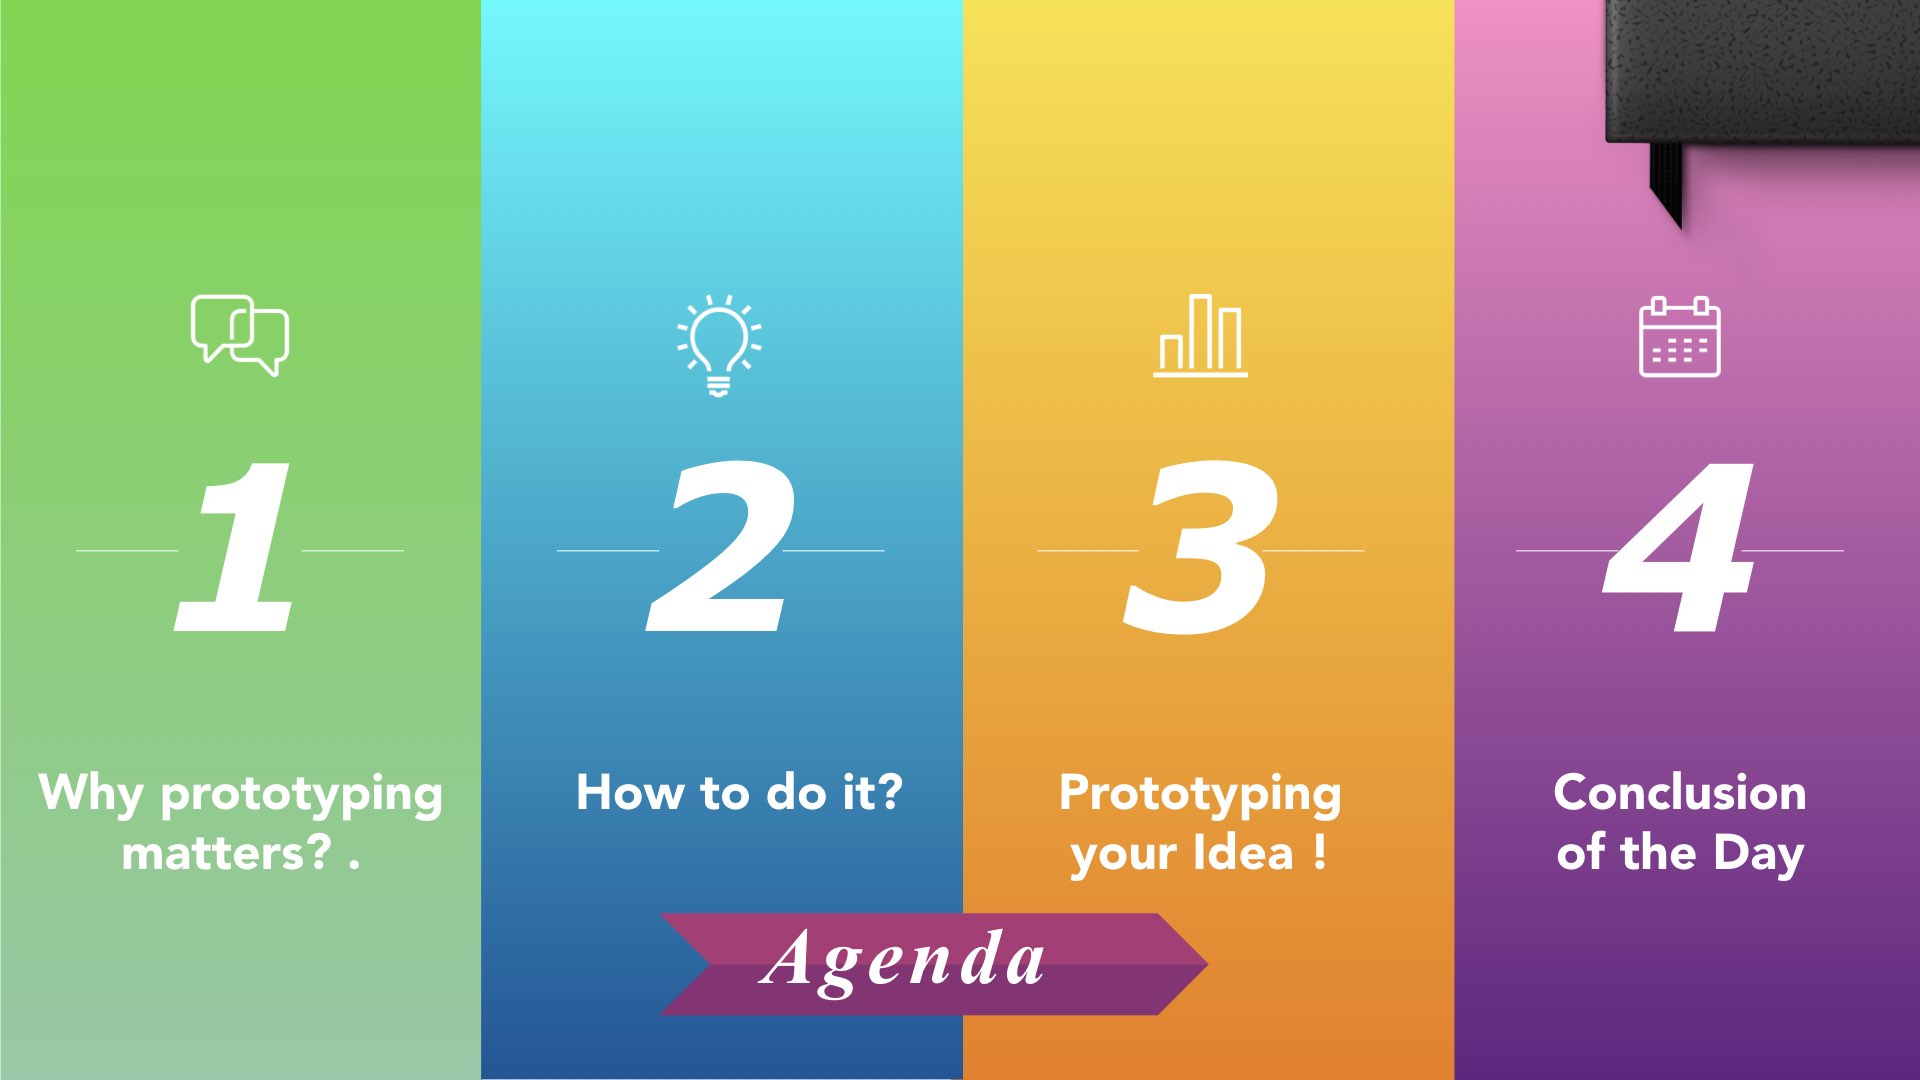 1
Why prototyping
matters? .
2
How to do it?
3
Prototyping
your Idea !
4
Conclusion
of the Day
Agenda